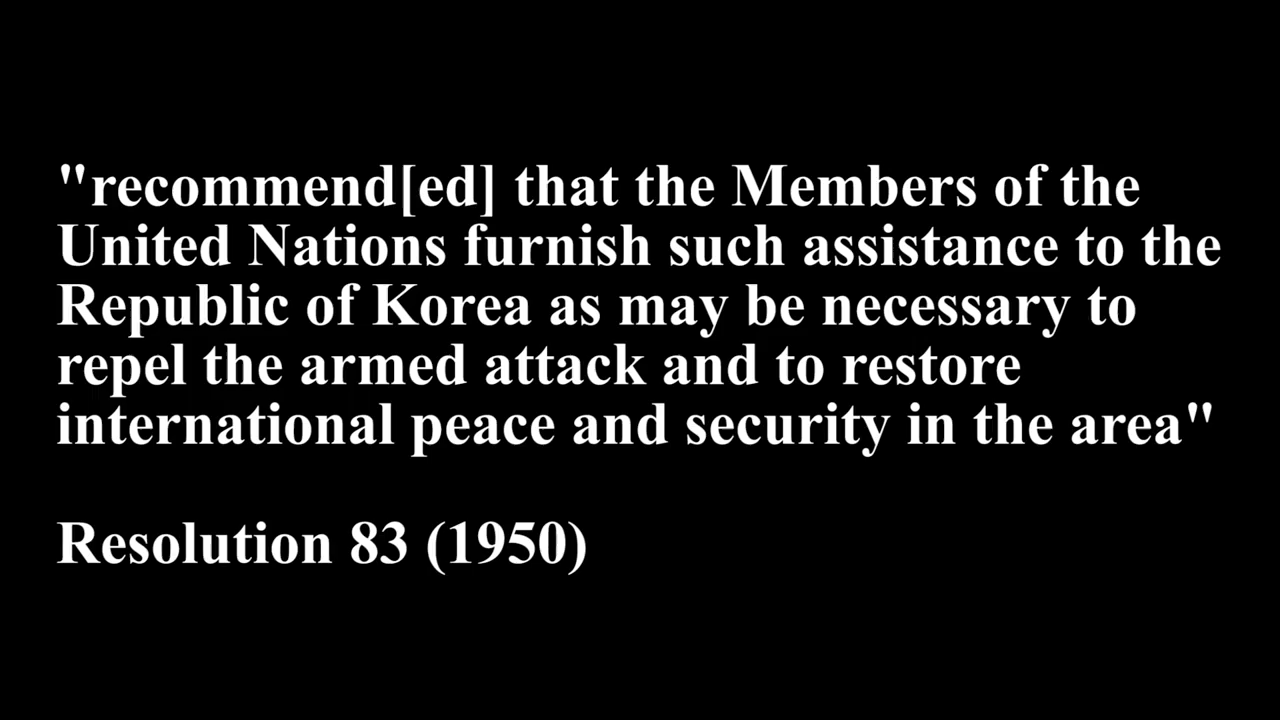 "recommend[ed] that the Members of the
United Nations furnish such assistance to the
Republic of Korea as may be necessary to
repel the armed attack and to restore
international peace and security in the area"
Resolution 83 (1950)